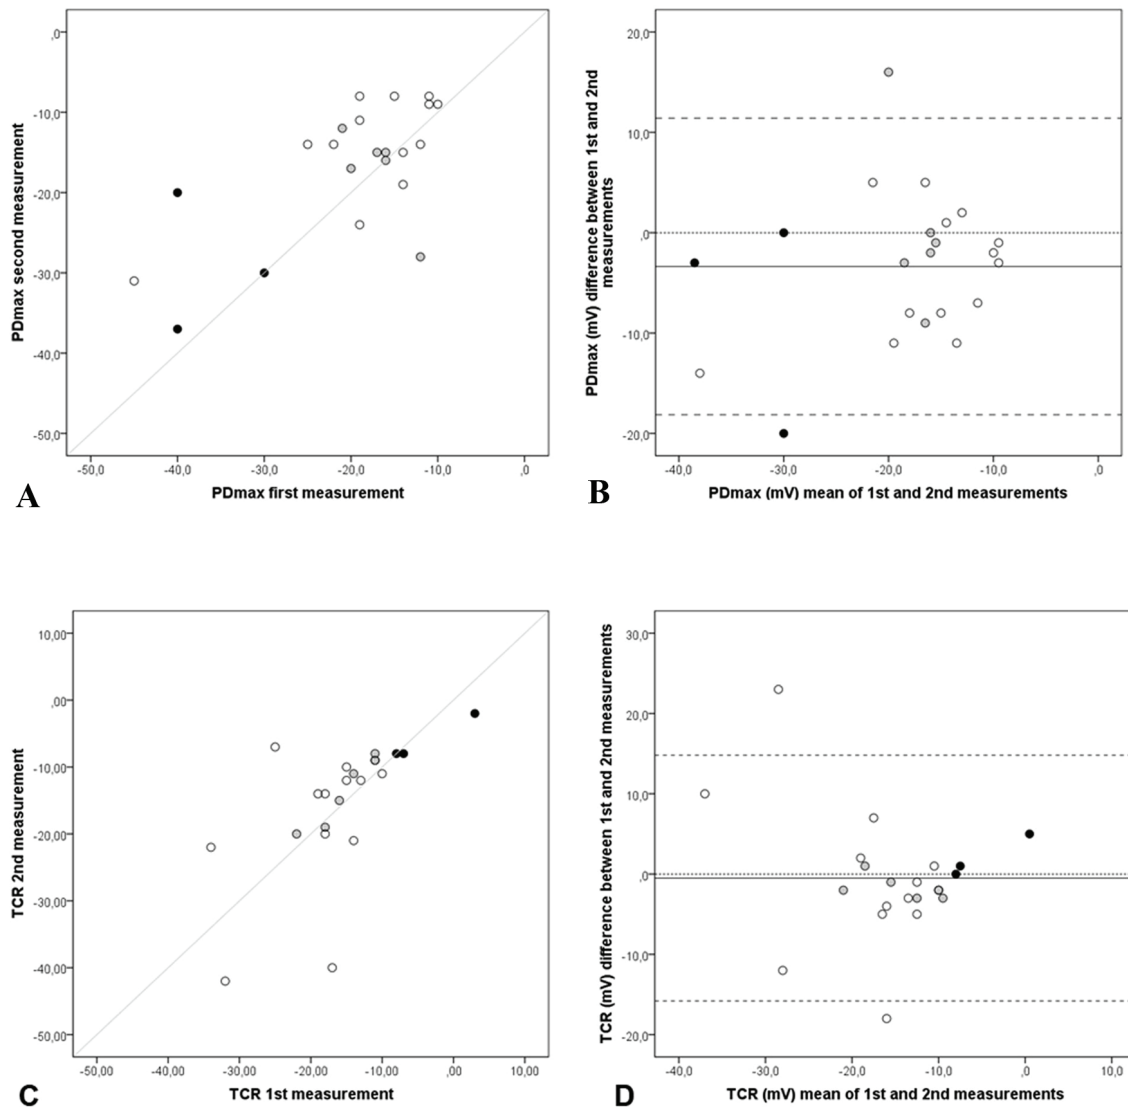 ,0
-10,0
-20,0
-30,0
-40,0
-50,0
PDmax second measurement
-50,0 -40,0 -30,0 -20,0 -10,0 ,0
PDmax first measurement
A
20,0
10,0
,0
-10,0
-20,0
PDmax (mV) difference between 1st and 2nd
measurements
-40,0 -30,0 -20,0 -10,0 ,0
PDmax (mV) mean of 1st and 2nd measurements
B
10,00
,00
-10,00
-20,00
-30,00
-40,00
-50,00
TCR 2nd measurement
-50,00 -40,00 -30,00 -20,00 -10,00 ,00 10,00
TCR 1st measurement
C
30,0
20,0
10,0
,0
-10,0
-20,0
TCR (mV) difference between 1st and 2nd measurements
-40,0 -30,0 -20,0 -10,0 ,0 10,0
TCR (mV) mean of 1st and 2nd measurements
D